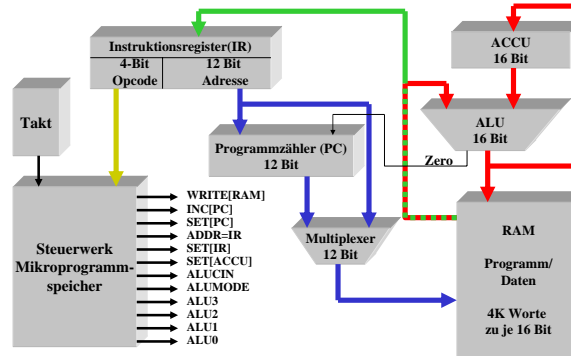 Instruktionsregister(IR)
4-Bit 12 Bit
Opcode Adresse
ACCU
16 Bit
Takt
ALU
16 Bit
Programmzähler (PC)
12 Bit
Zero
Steuerwerk
Mikroprogramm-
speicher
WRITE[RAM]
INC[PC]
SET[PC]
ADDR=IR
SET[IR]
SET[ACCU]
ALUCIN
ALUMODE
ALU3
ALU2
ALU1
ALU0
Multiplexer
12 Bit
RAM
Programm/
Daten
4K Worte
zu je 16 Bit